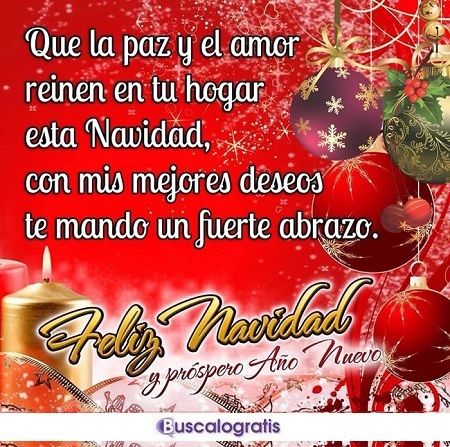 Que la paz y el amor
reinen en tu hogar
esta Navidad,
con mis mejores deseos
te mando un fuerte abrazo.
Feliz Navidad
y próspero Año Nuevo
Buscalogratis